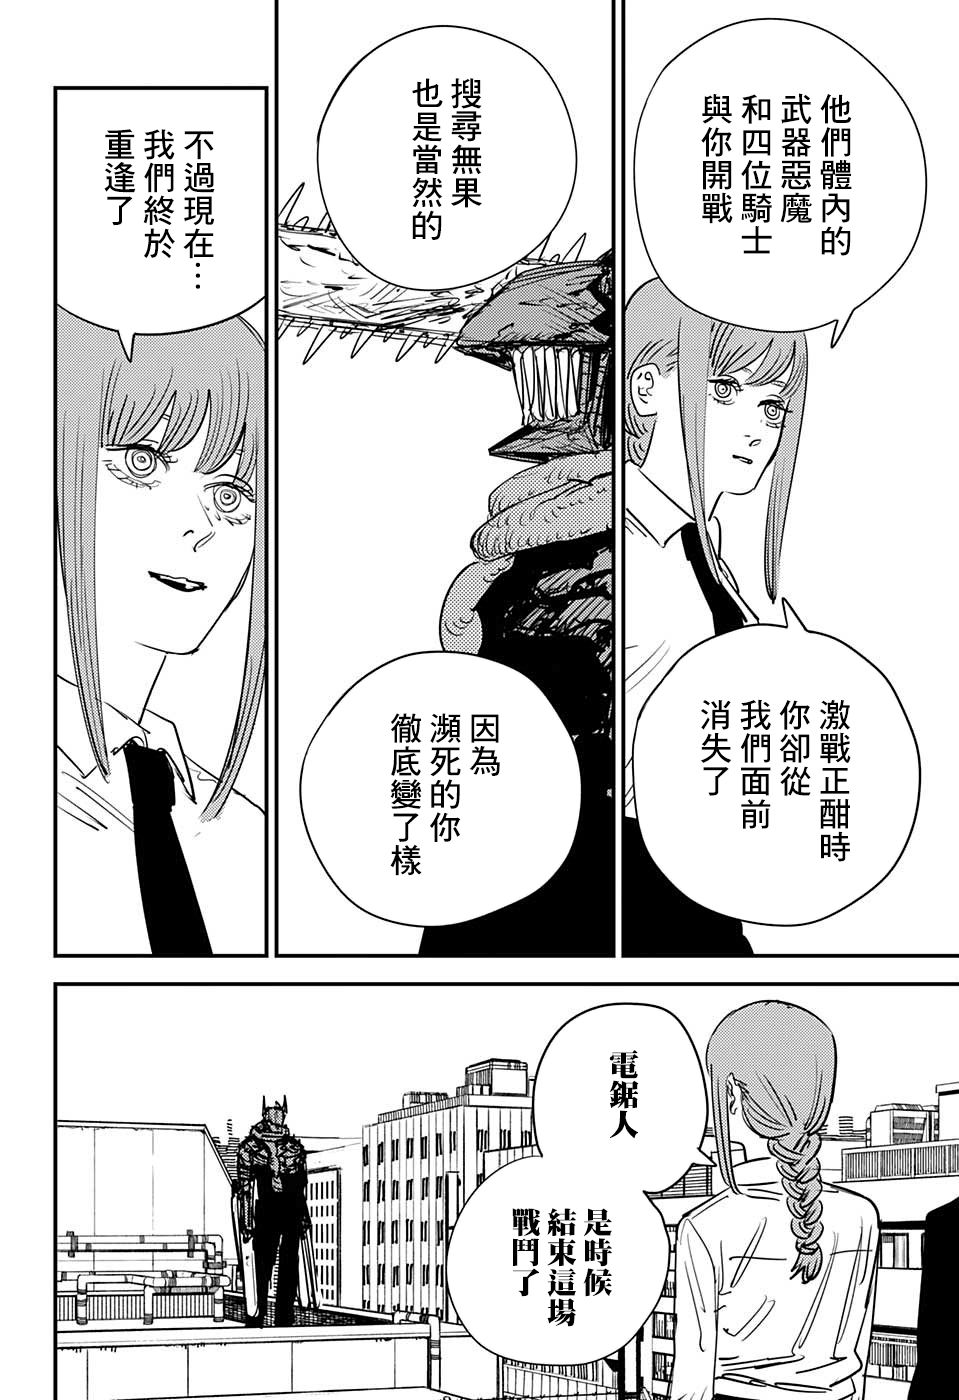 他們體內的
武器惡魔
和四位騎士
與你開戰
激戰正酣時
你卻從
我們面前
消失了
搜尋無果
也是當然的
因為
瀕死的你
徹底變了樣
不過現在…
我們終於
重逢了
電鋸人
是時候
結束這場
戰鬥了